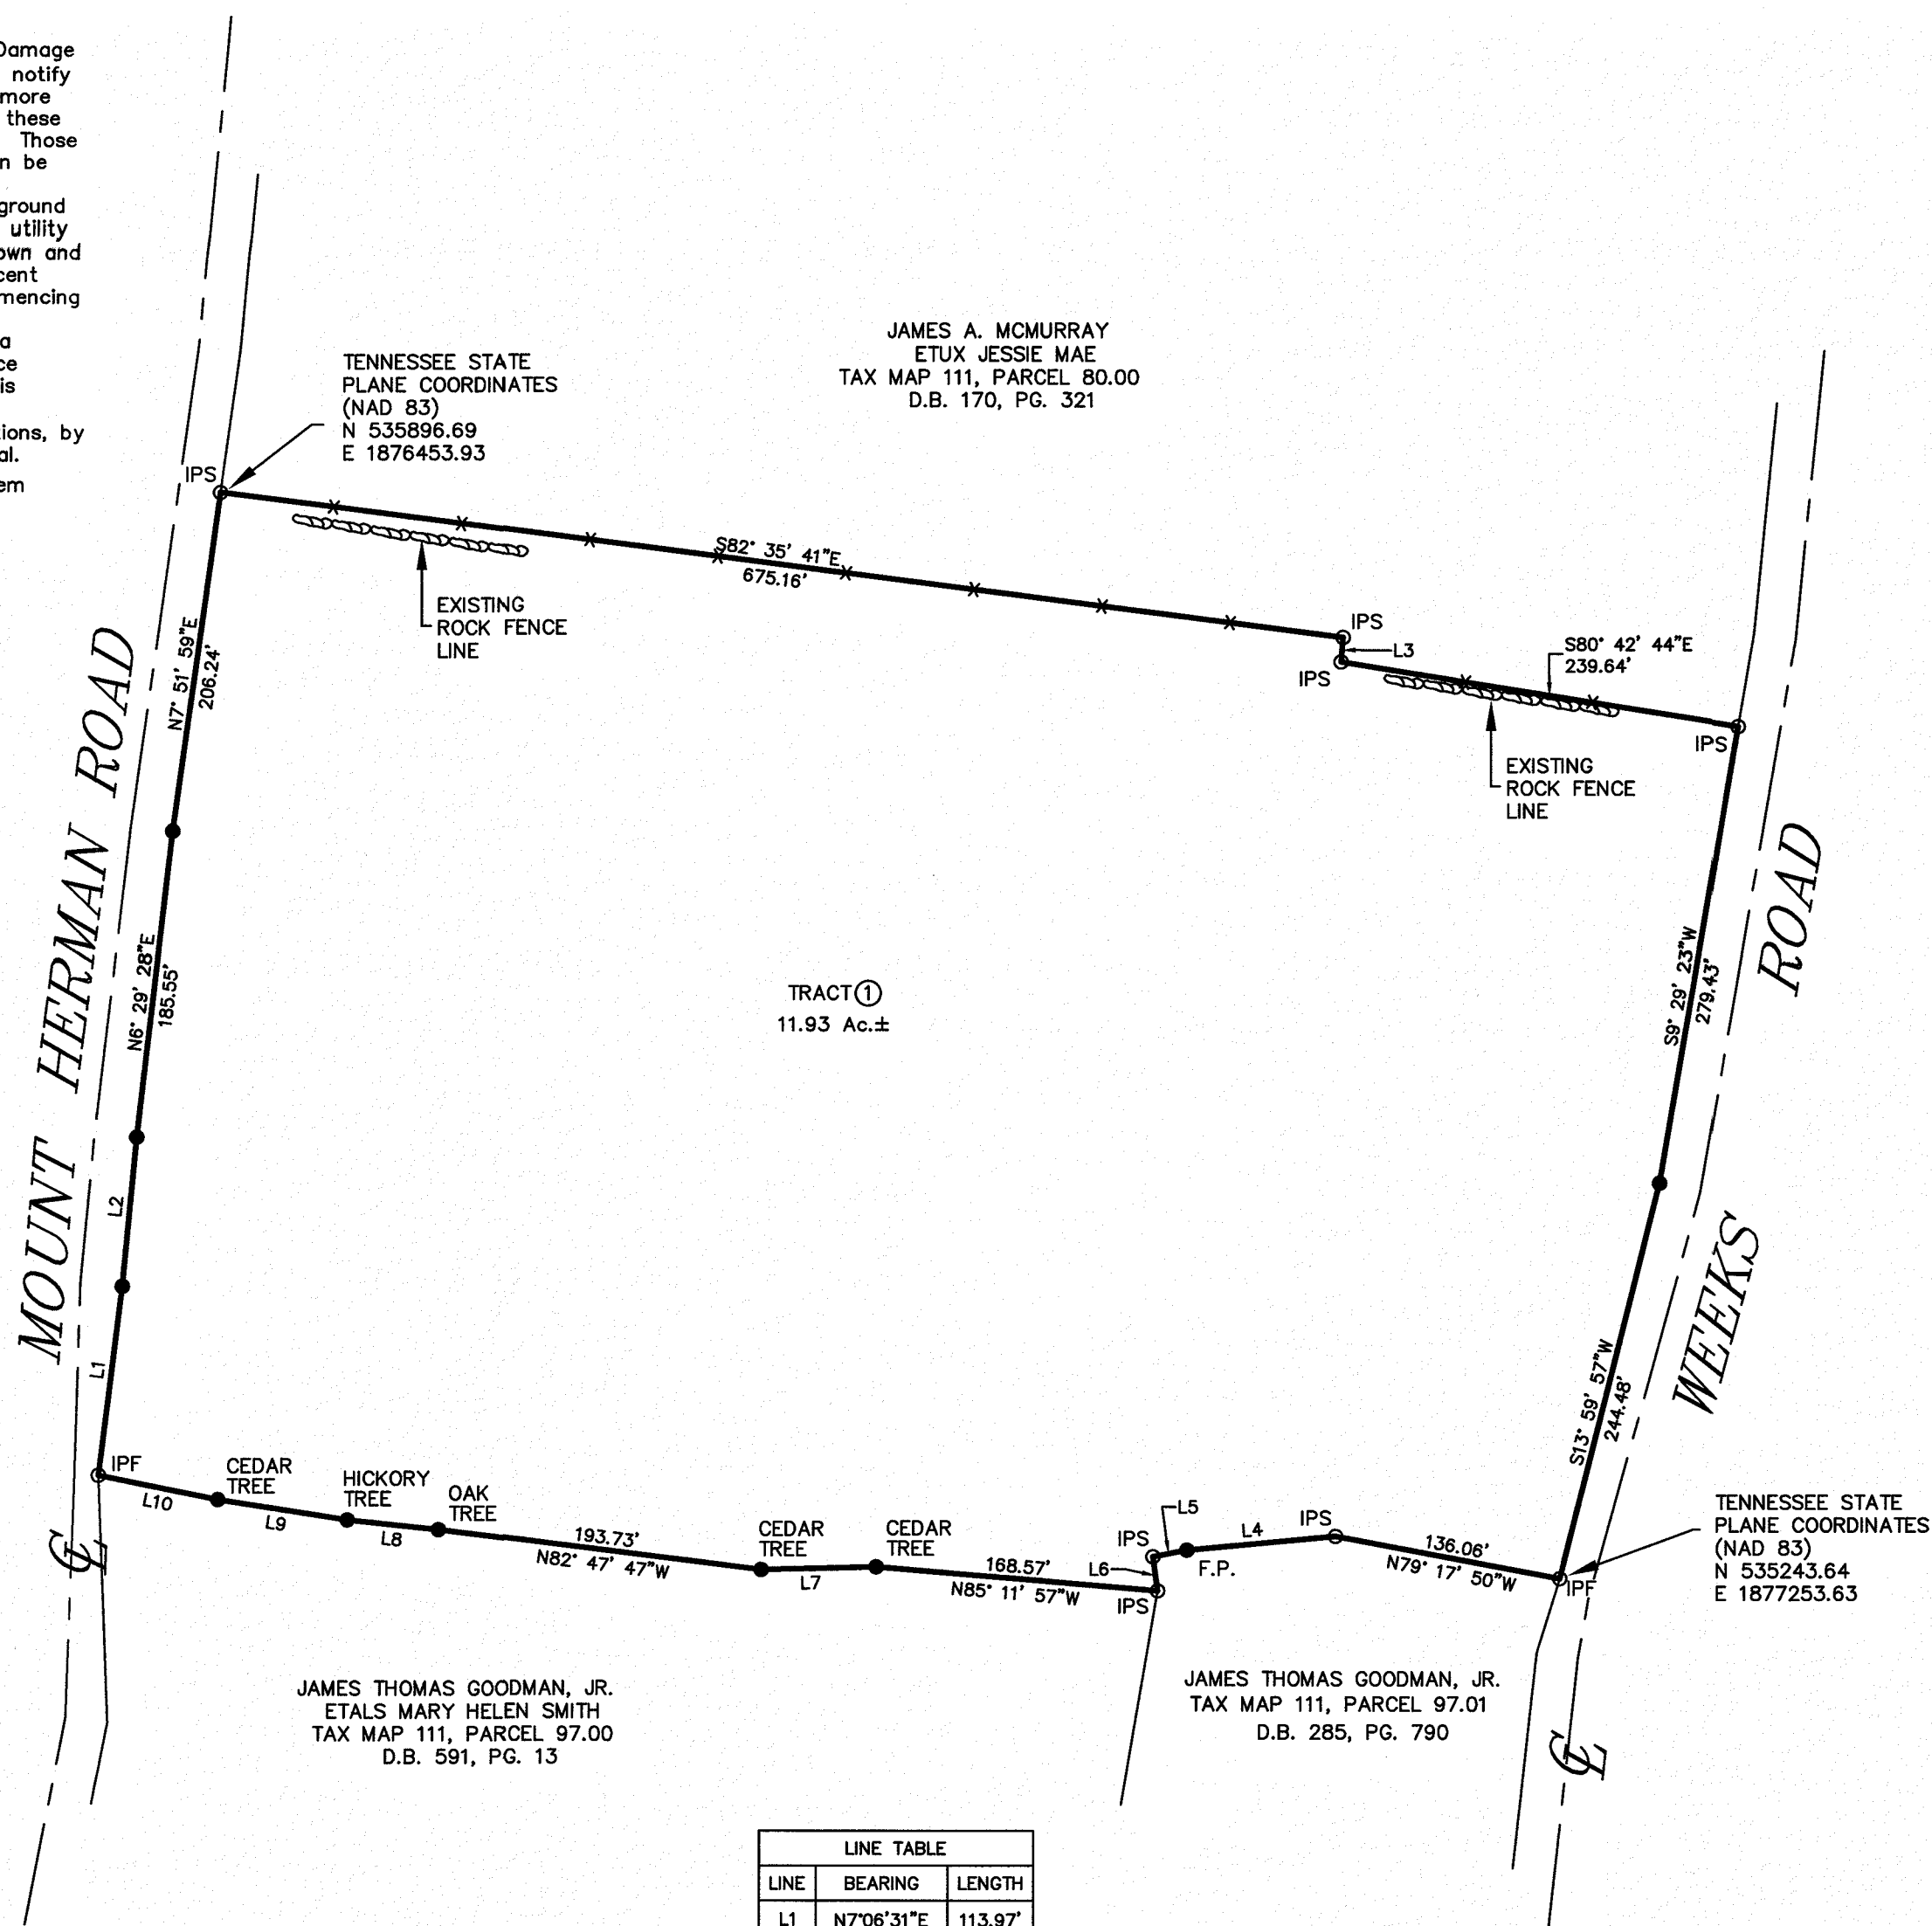 Damage
notify
more
these
Those
n be
ground
utility
own and
cent
mencing
a
ce
is
tions, by
al.
em
TENNESSEE STATE
PLANE COORDINATES
(NAD 83)
N 535896.69
E 1876453.93
JAMES A. MCMURRAY
ETUX JESSIE MAE
TAX MAP 111, PARCEL 80.00
D.B. 170, PG. 321
IPS
S82° 35' 41"E
675.16'
EXISTING
ROCK FENCE
LINE
IPS
L3
IPS
S80° 42' 44"E
239.64'
IPS
EXISTING
ROCK FENCE
LINE
N7° 51' 59"E
206.24'
MOUNT HERMAN ROAD
N6° 29' 28"E
185.55'
L2
L1
TRACT 1
11.93 Ac.±
S9° 29' 23"W
279.43'
WEEKS ROAD
S13° 59' 57"W
244.48'
IPF
L10
CEDAR
TREE
L9
HICKORY
TREE
L8
OAK
TREE
193.73'
N82° 47' 47"W
CEDAR
TREE
L7
CEDAR
TREE
168.57'
N85° 11' 57"W
IPS
L6
IPS
L5
F.P.
L4
IPS
136.06'
N79° 17' 50"W
IPF
TENNESSEE STATE
PLANE COORDINATES
(NAD 83)
N 535243.64
E 1877253.63
CL
JAMES THOMAS GOODMAN, JR.
ETALS MARY HELEN SMITH
TAX MAP 111, PARCEL 97.00
D.B. 591, PG. 13
JAMES THOMAS GOODMAN, JR.
TAX MAP 111, PARCEL 97.01
D.B. 285, PG. 790
CL
LINE TABLE
LINE BEARING LENGTH
L1 N7°06'31"E 113.97'